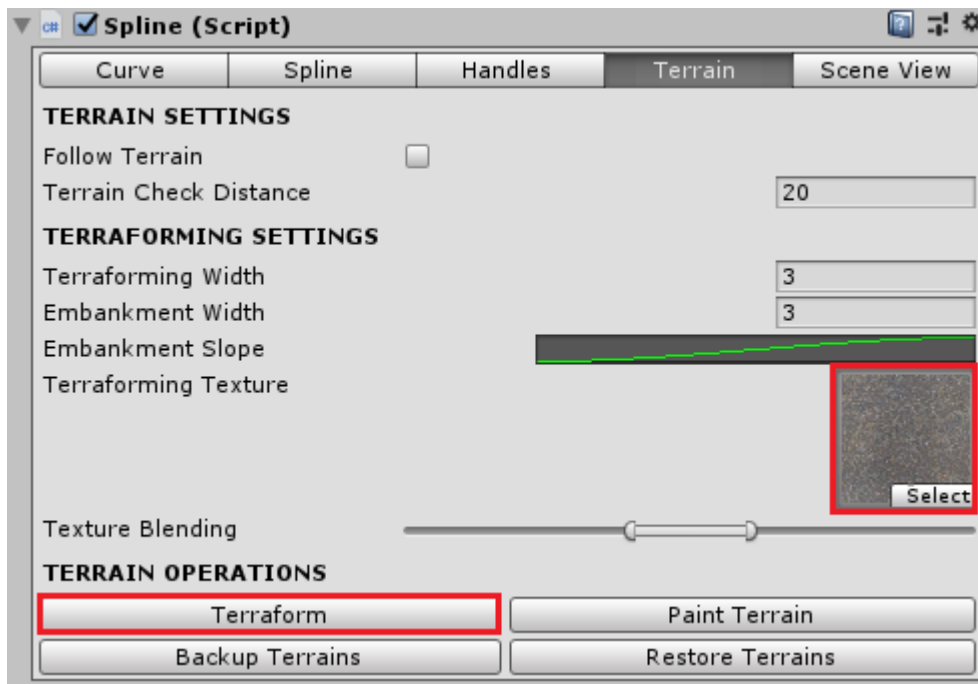 C# Spline (Script)
Curve Spline Handles Terrain Scene View
TERRAIN SETTINGS
Follow Terrain
Terrain Check Distance 20
TERRAFORMING SETTINGS
Terraforming Width 3
Embankment Width 3
Embankment Slope
Terraforming Texture
Select
Texture Blending
TERRAIN OPERATIONS
Terraform Paint Terrain
Backup Terrains Restore Terrains